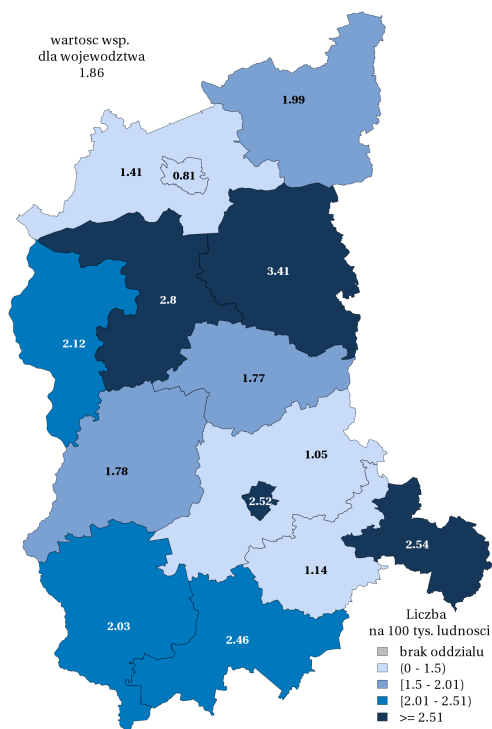 wartosc wsp.
dla wojewodztwa
1.86
1.99
1.41
0.81
3.41
2.8
2.12
1.77
1.78
1.05
2.52
2.54
1.14
2.03
2.46
Liczba
na 100 tys. ludnosci
brak oddzialu
(0 - 1.5)
[1.5 - 2.01)
[2.01 - 2.51)
>= 2.51